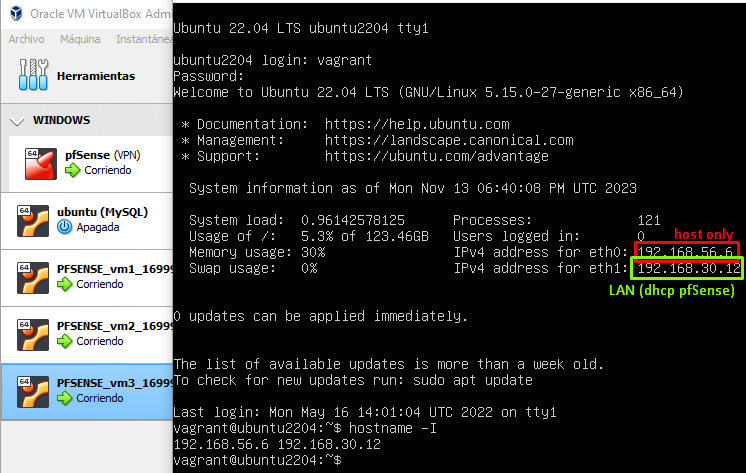 Oracle VM VirtualBox Admi
Archivo Máquina Instantánea
Herramientas
WINDOWS
64
pfSense (VPN)
Corriendo
64
ubuntu (MySQL)
Apagada
64
PFSENSE_vm1_16999
Corriendo
64
PFSENSE_vm2_16999
Corriendo
64
PFSENSE_vm3_16999
Corriendo
Ubuntu 22.04 LTS ubuntu2204 tty1
ubuntu2204 login: vagrant
Password:
Welcome to Ubuntu 22.04 LTS (GNU/Linux 5.15.0-27-generic x86_64)
* Documentation: https://help.ubuntu.com
* Management: https://landscape.canonical.com
* Support: https://ubuntu.com/advantage
System information as of Mon Nov 13 06:40:08 PM UTC 2023
System load: 0.96142578125 Processes: 121
Usage of /: 5.3% of 123.46GB Users logged in: 0
host only
Memory usage: 30% IPv4 address for eth0: 192.168.56.6
Swap usage: 0% IPv4 address for eth1: 192.168.30.12
LAN (dhcp pfSense)
0 updates can be applied immediately.
The list of available updates is more than a week old.
To check for new updates run: sudo apt update
Last login: Mon May 16 14:01:04 UTC 2022 on tty1
vagrant@ubuntu2204:~$ hostname -I
192.168.56.6 192.168.30.12
vagrant@ubuntu2204:~$